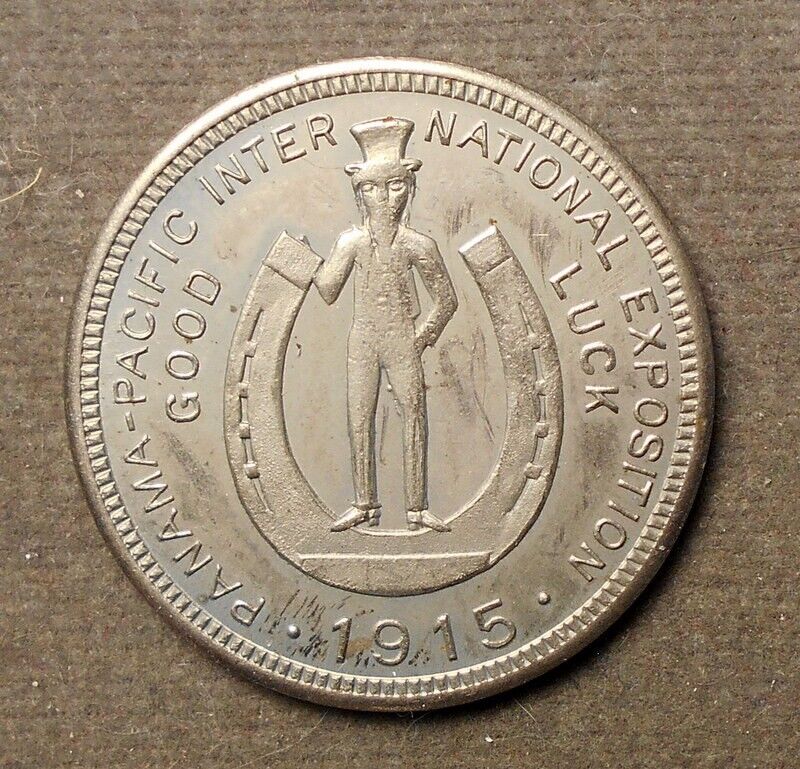 PANAMA-PACIFIC INTERNATIONAL EXPOSITION
GOOD LUCK
· 1915 ·